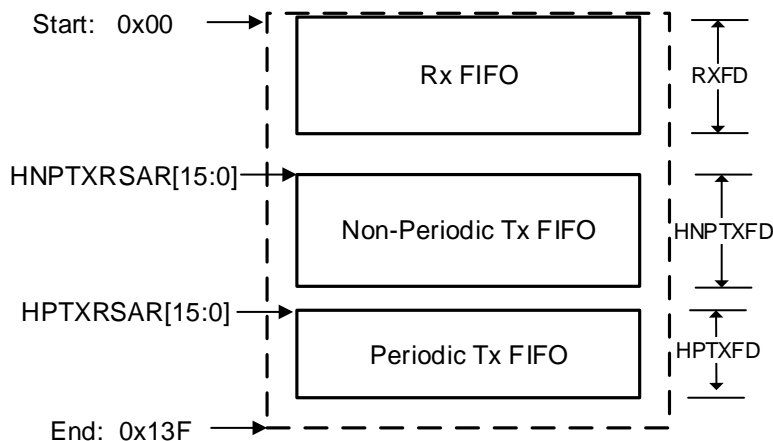 Start: 0x00
Rx FIFO
RXFD
HNPTXRSAR[15:0]
Non-Periodic Tx FIFO
HNPTXFD
HPTXRSAR[15:0]
Periodic Tx FIFO
HPTXFD
End: 0x13F